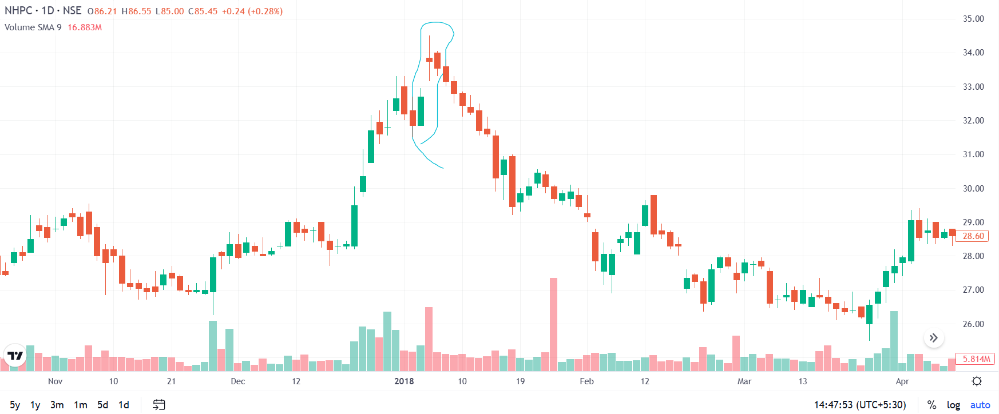 NHPC · 1D · NSE O86.21 H86.55 L85.00 C85.45 +0.24 (+0.28%)
Volume SMA 9 16.883M
35.00
34.00
33.00
32.00
31.00
30.00
29.00
28.60
28.00
27.00
26.00
5.814M
Nov 10 21 Dec 12 2018 10 19 Feb 12 Mar 13 Apr
5y 1y 3m 1m 5d 1d 14:47:53 (UTC+5:30) % log auto